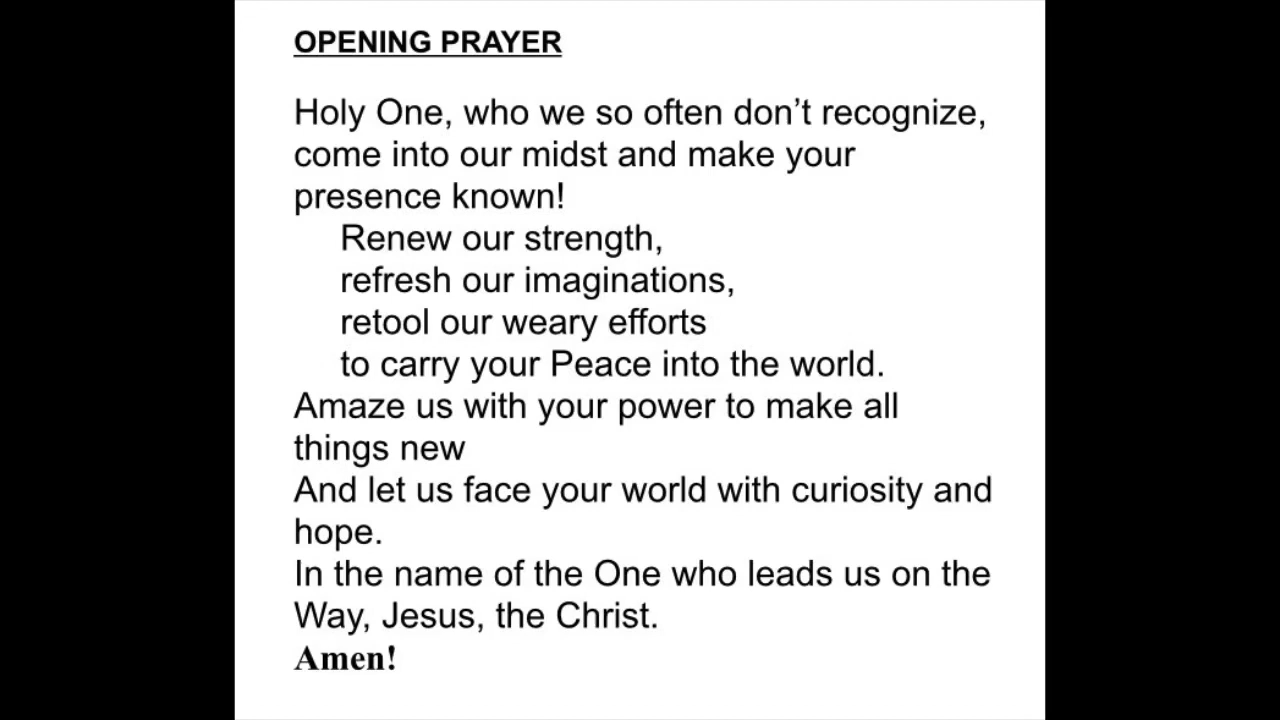 OPENING PRAYER
Holy One, who we so often don’t recognize,
come into our midst and make your
presence known!
Renew our strength,
refresh our imaginations,
retool our weary efforts
to carry your Peace into the world.
Amaze us with your power to make all
things new
And let us face your world with curiosity and
hope.
In the name of the One who leads us on the
Way, Jesus, the Christ.
Amen!